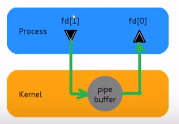 fd[1]
fd[0]
Process
Kernel
pipe
buffer